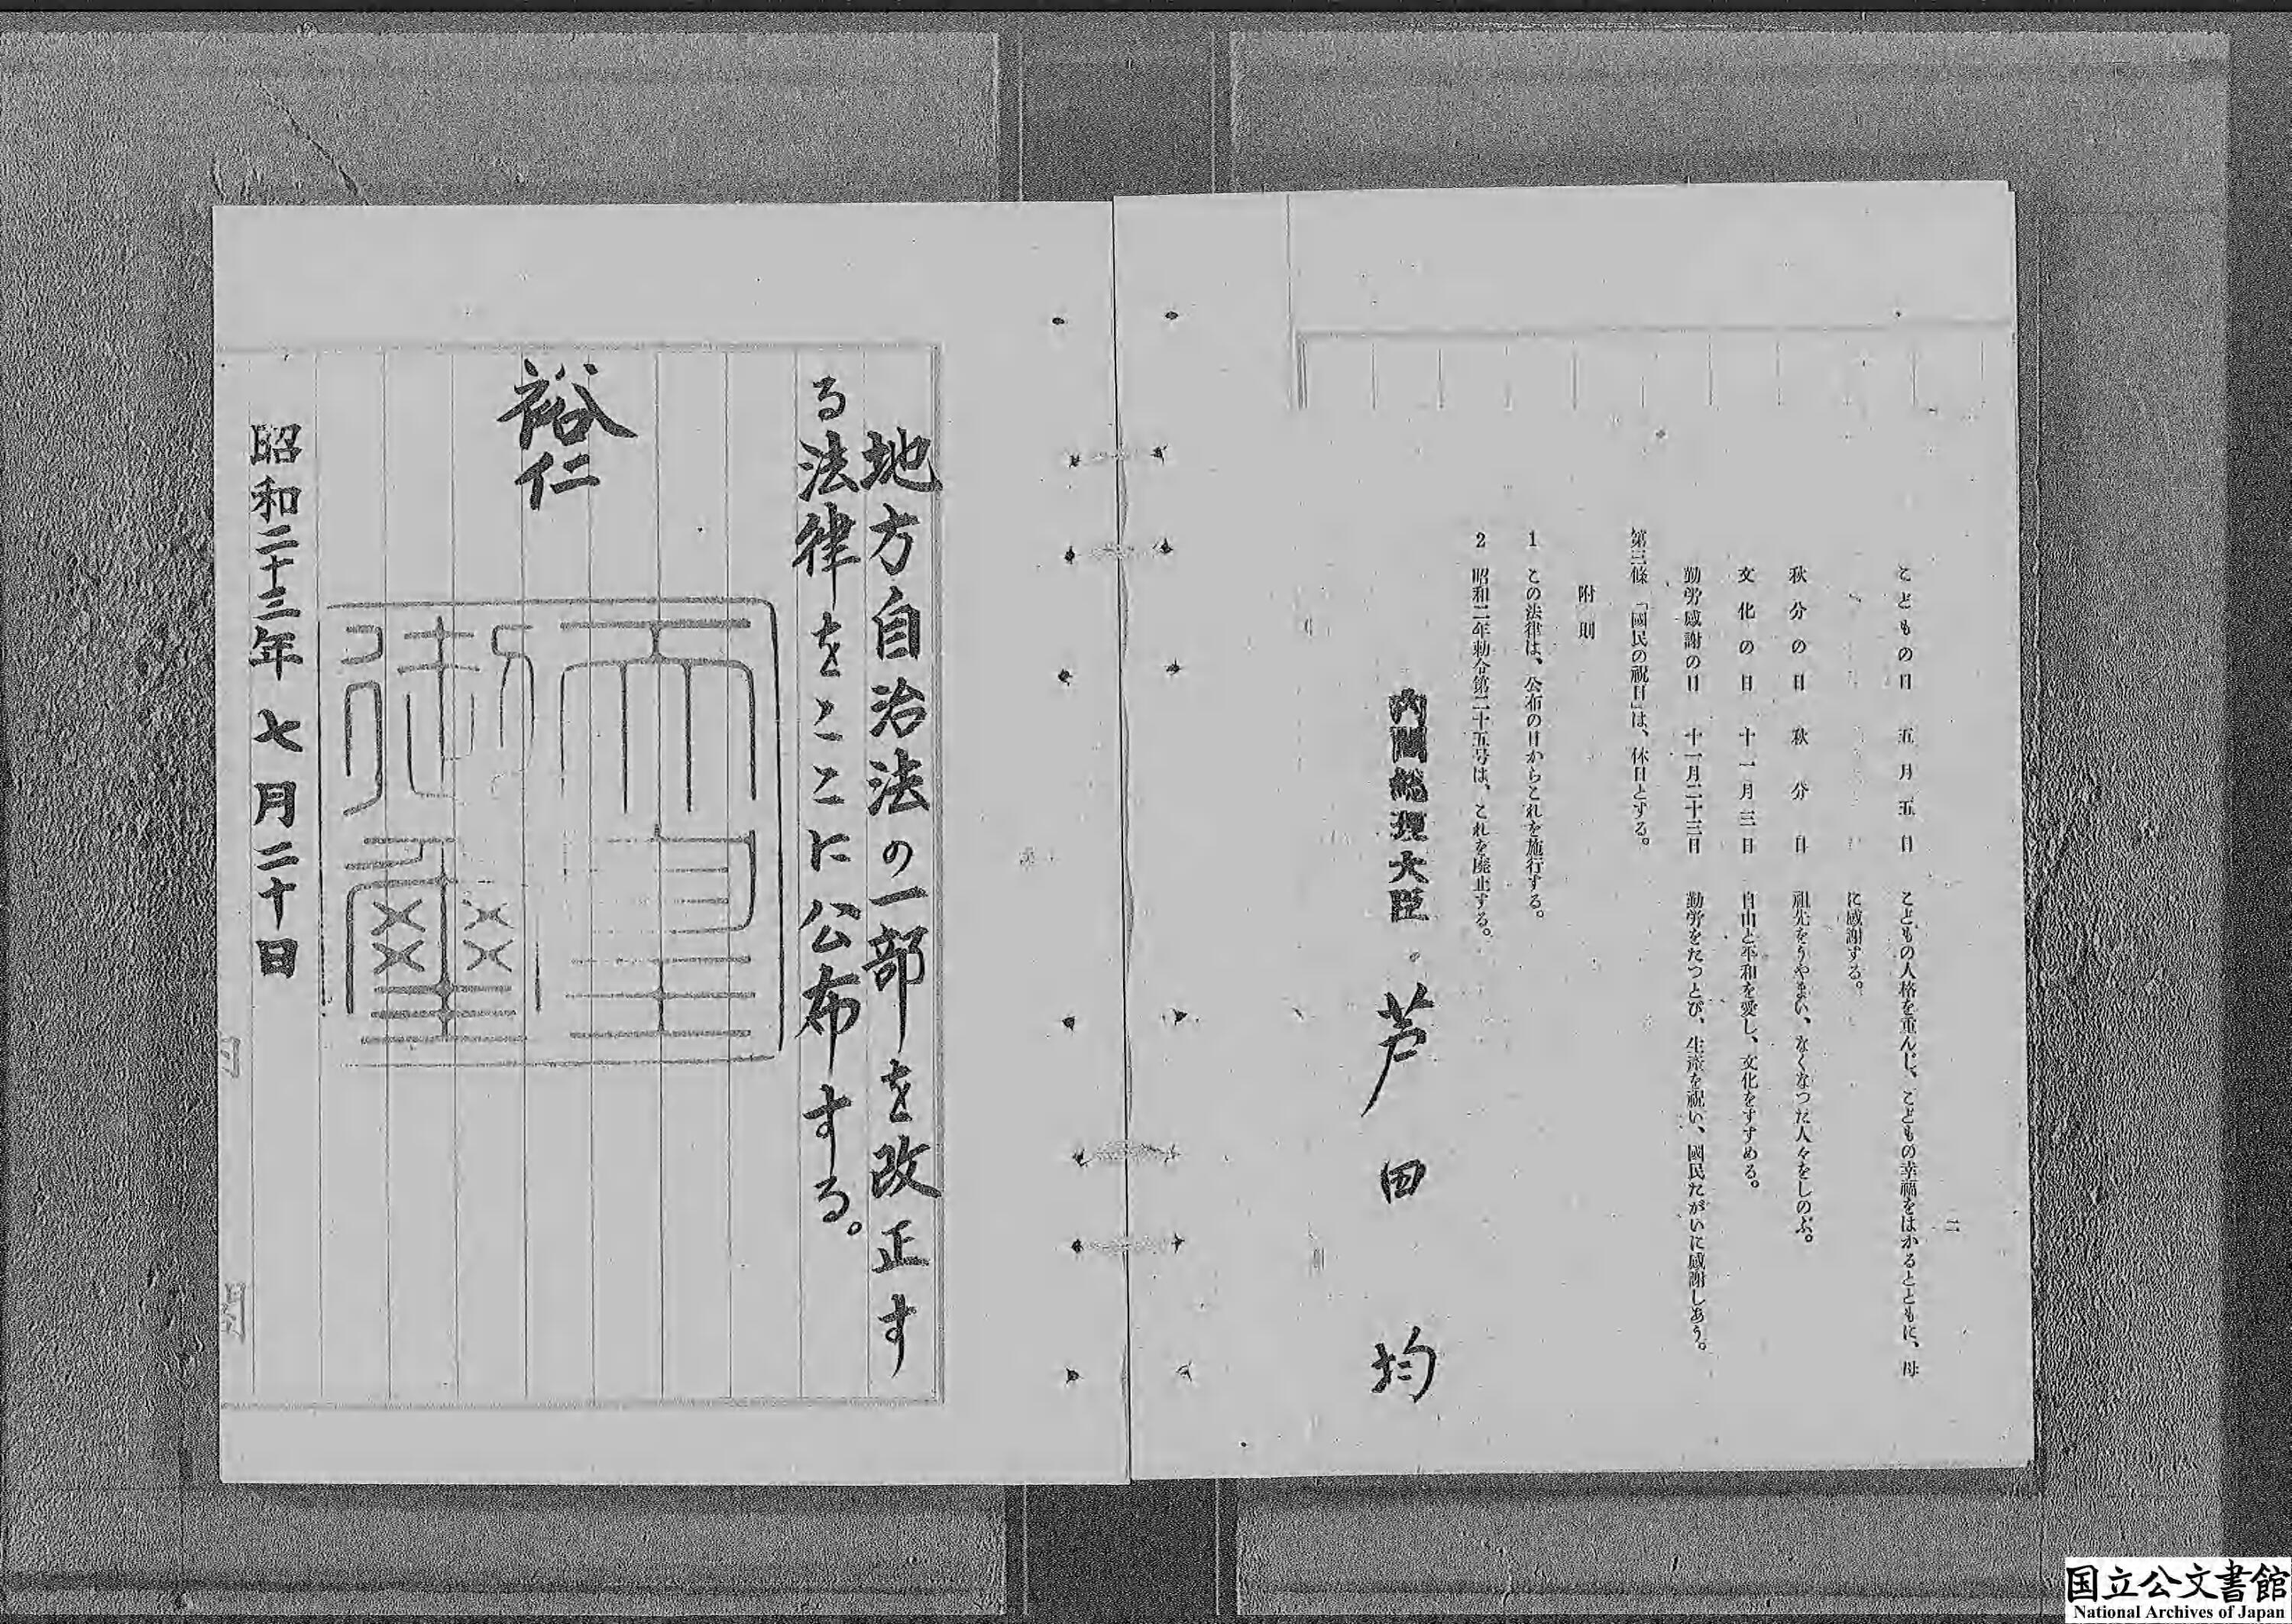 二
こどもの日 五月五日 こどもの人格を重んじ、こどもの幸福をはかるとともに、母
に感謝する。
秋分の日 秋分日 祖先をうやまい、なくなつた人々をしのぶ。
文化の日 十一月三日 自由と平和を愛し、文化をすすめる。
勤労感謝の日 十一月二十三日 勤労をたつとび、生産を祝い、國民たがいに感謝しあう。
第三條 「國民の祝日」は、休日とする。
附則
1 この法律は、公布の日からこれを施行する。
2 昭和二年勅令第二十五号は、これを廃止する。
内閣総理大臣 芦田均
地方自治法の一部を改正す
る法律をここに公布する。
裕仁
天皇御璽
昭和二十三年七月二十日
国立公文書館
National Archives of Japan